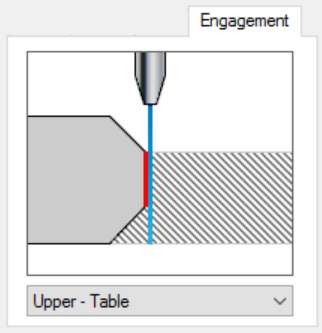 Engagement
Upper - Table